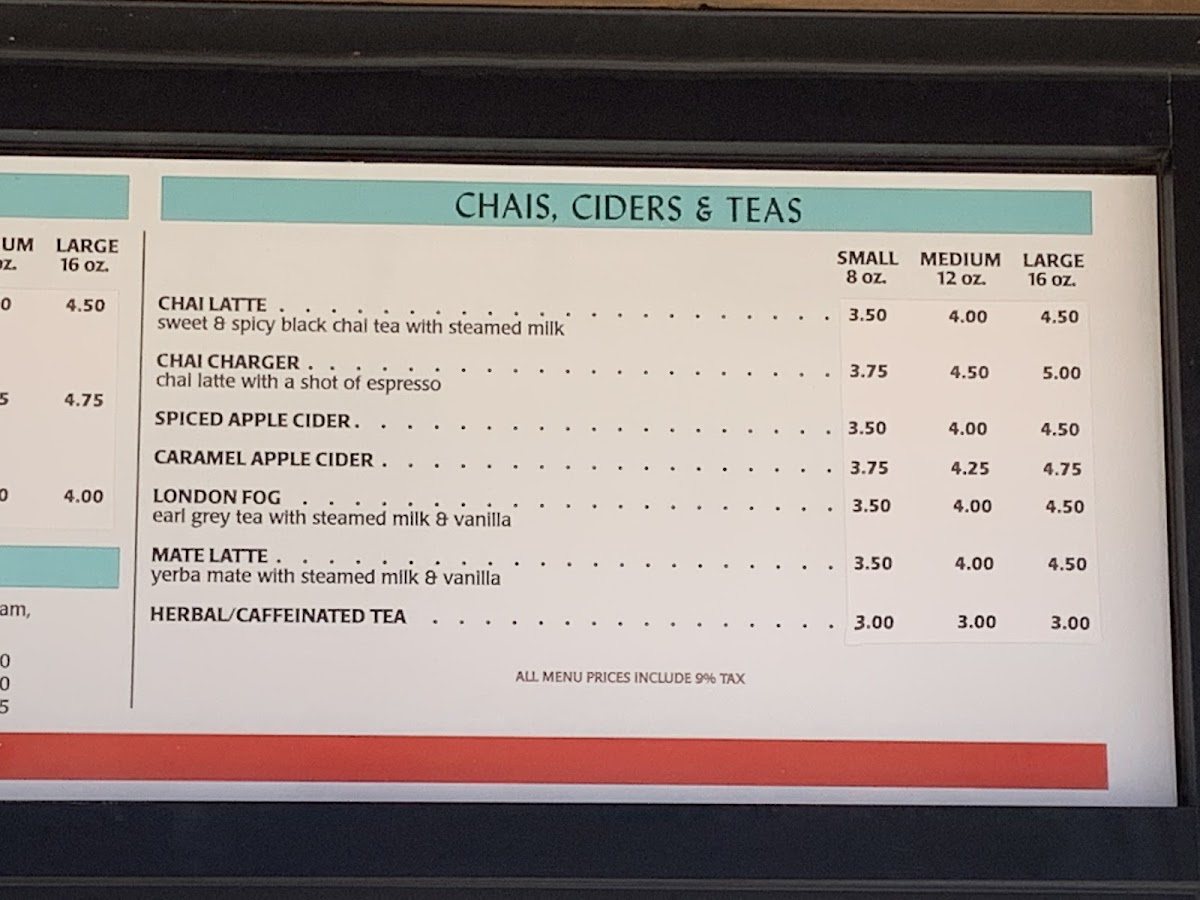 UM LARGE
oz. 16 oz.
0 4.50
5 4.75
0 4.00
am,
0
0
5
CHAIS, CIDERS & TEAS
SMALL MEDIUM LARGE
8 oz. 12 oz. 16 oz.
CHAI LATTE . . . . . . . . . . . . . . . . . . . . . . 3.50 4.00 4.50
sweet & spicy black chai tea with steamed milk
CHAI CHARGER . . . . . . . . . . . . . . . . . . . . . 3.75 4.50 5.00
chai latte with a shot of espresso
SPICED APPLE CIDER . . . . . . . . . . . . . . . . . . . 3.50 4.00 4.50
CARAMEL APPLE CIDER . . . . . . . . . . . . . . . . . . 3.75 4.25 4.75
LONDON FOG . . . . . . . . . . . . . . . . . . . . . 3.50 4.00 4.50
earl grey tea with steamed milk & vanilla
MATE LATTE . . . . . . . . . . . . . . . . . . . . . . 3.50 4.00 4.50
yerba mate with steamed milk & vanilla
HERBAL/CAFFEINATED TEA . . . . . . . . . . . . . . . . 3.00 3.00 3.00
ALL MENU PRICES INCLUDE 9% TAX